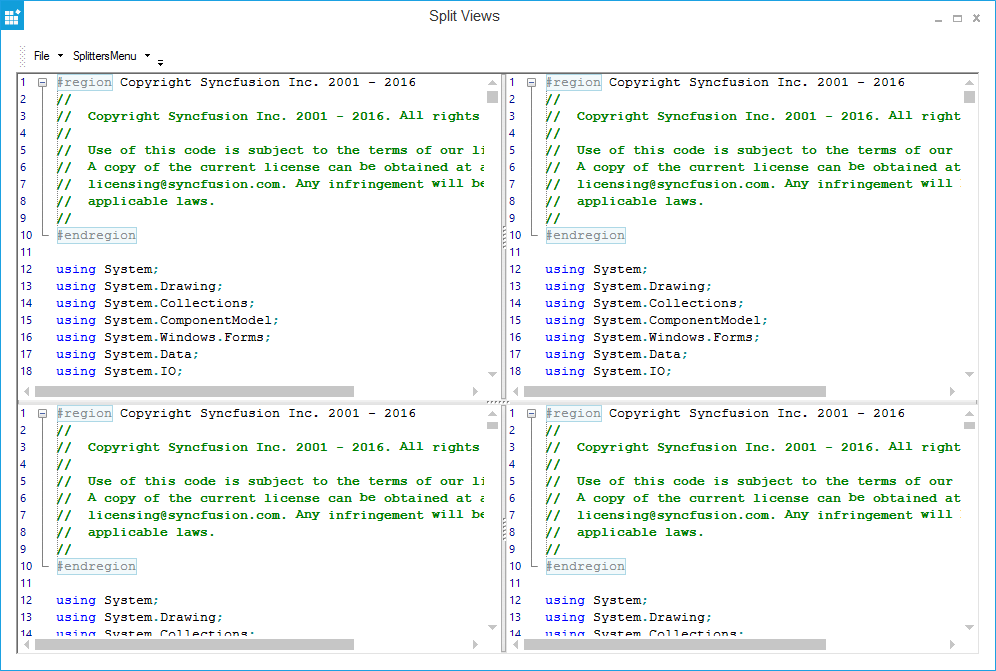 Split Views
File SplittersMenu
1 #region Copyright Syncfusion Inc. 2001 - 2016
2 //
3 // Copyright Syncfusion Inc. 2001 - 2016. All rights
4 //
5 // Use of this code is subject to the terms of our li
6 // A copy of the current license can be obtained at a
7 // licensing@syncfusion.com. Any infringement will be
8 // applicable laws.
9 //
10 #endregion
11
12 using System;
13 using System.Drawing;
14 using System.Collections;
15 using System.ComponentModel;
16 using System.Windows.Forms;
17 using System.Data;
18 using System.IO;
1 #region Copyright Syncfusion Inc. 2001 - 2016
2 //
3 // Copyright Syncfusion Inc. 2001 - 2016. All right
4 //
5 // Use of this code is subject to the terms of our
6 // A copy of the current license can be obtained at
7 // licensing@syncfusion.com. Any infringement will
8 // applicable laws.
9 //
10 #endregion
11
12 using System;
13 using System.Drawing;
14 using System.Collections;
15 using System.ComponentModel;
16 using System.Windows.Forms;
17 using System.Data;
18 using System.IO;
1 #region Copyright Syncfusion Inc. 2001 - 2016
2 //
3 // Copyright Syncfusion Inc. 2001 - 2016. All rights
4 //
5 // Use of this code is subject to the terms of our li
6 // A copy of the current license can be obtained at a
7 // licensing@syncfusion.com. Any infringement will be
8 // applicable laws.
9 //
10 #endregion
11
12 using System;
13 using System.Drawing;
14 using System.Collections;
1 #region Copyright Syncfusion Inc. 2001 - 2016
2 //
3 // Copyright Syncfusion Inc. 2001 - 2016. All right
4 //
5 // Use of this code is subject to the terms of our
6 // A copy of the current license can be obtained at
7 // licensing@syncfusion.com. Any infringement will
8 // applicable laws.
9 //
10 #endregion
11
12 using System;
13 using System.Drawing;
14 using System.Collections;